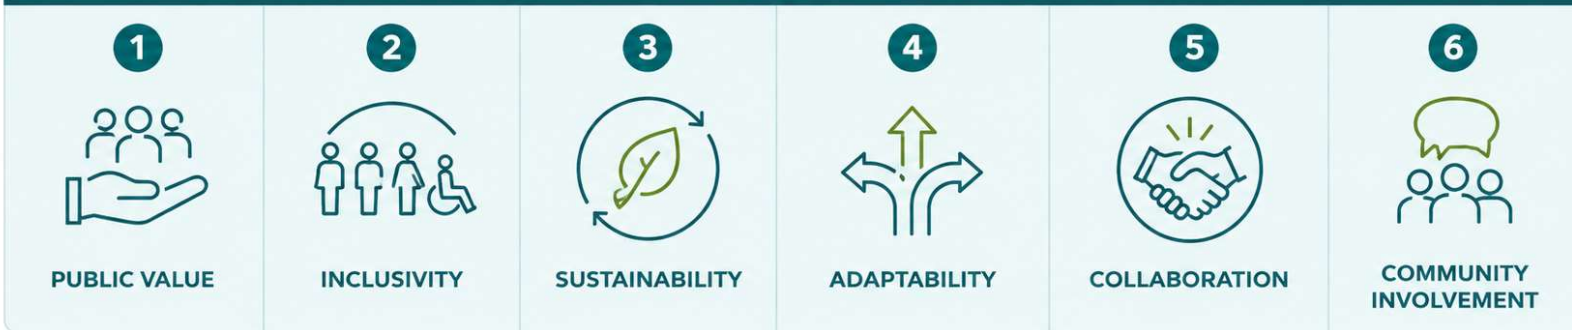 1
PUBLIC VALUE
2
INCLUSIVITY
3
SUSTAINABILITY
4
ADAPTABILITY
5
COLLABORATION
6
COMMUNITY
INVOLVEMENT